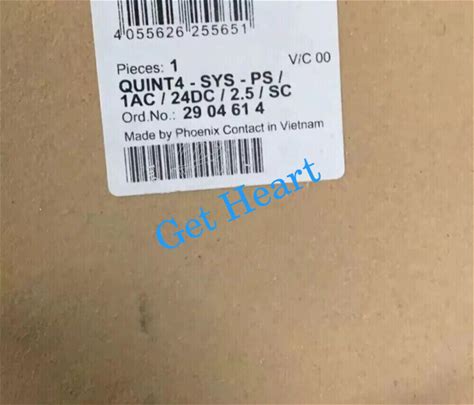 4 055626 255651
Pieces: 1
V/C 00
QUINT4 - SYS - PS /
1AC / 24DC / 2.5 / SC
Ord.No.: 29 04 61 4
Made by Phoenix Contact in Vietnam
Get Heart